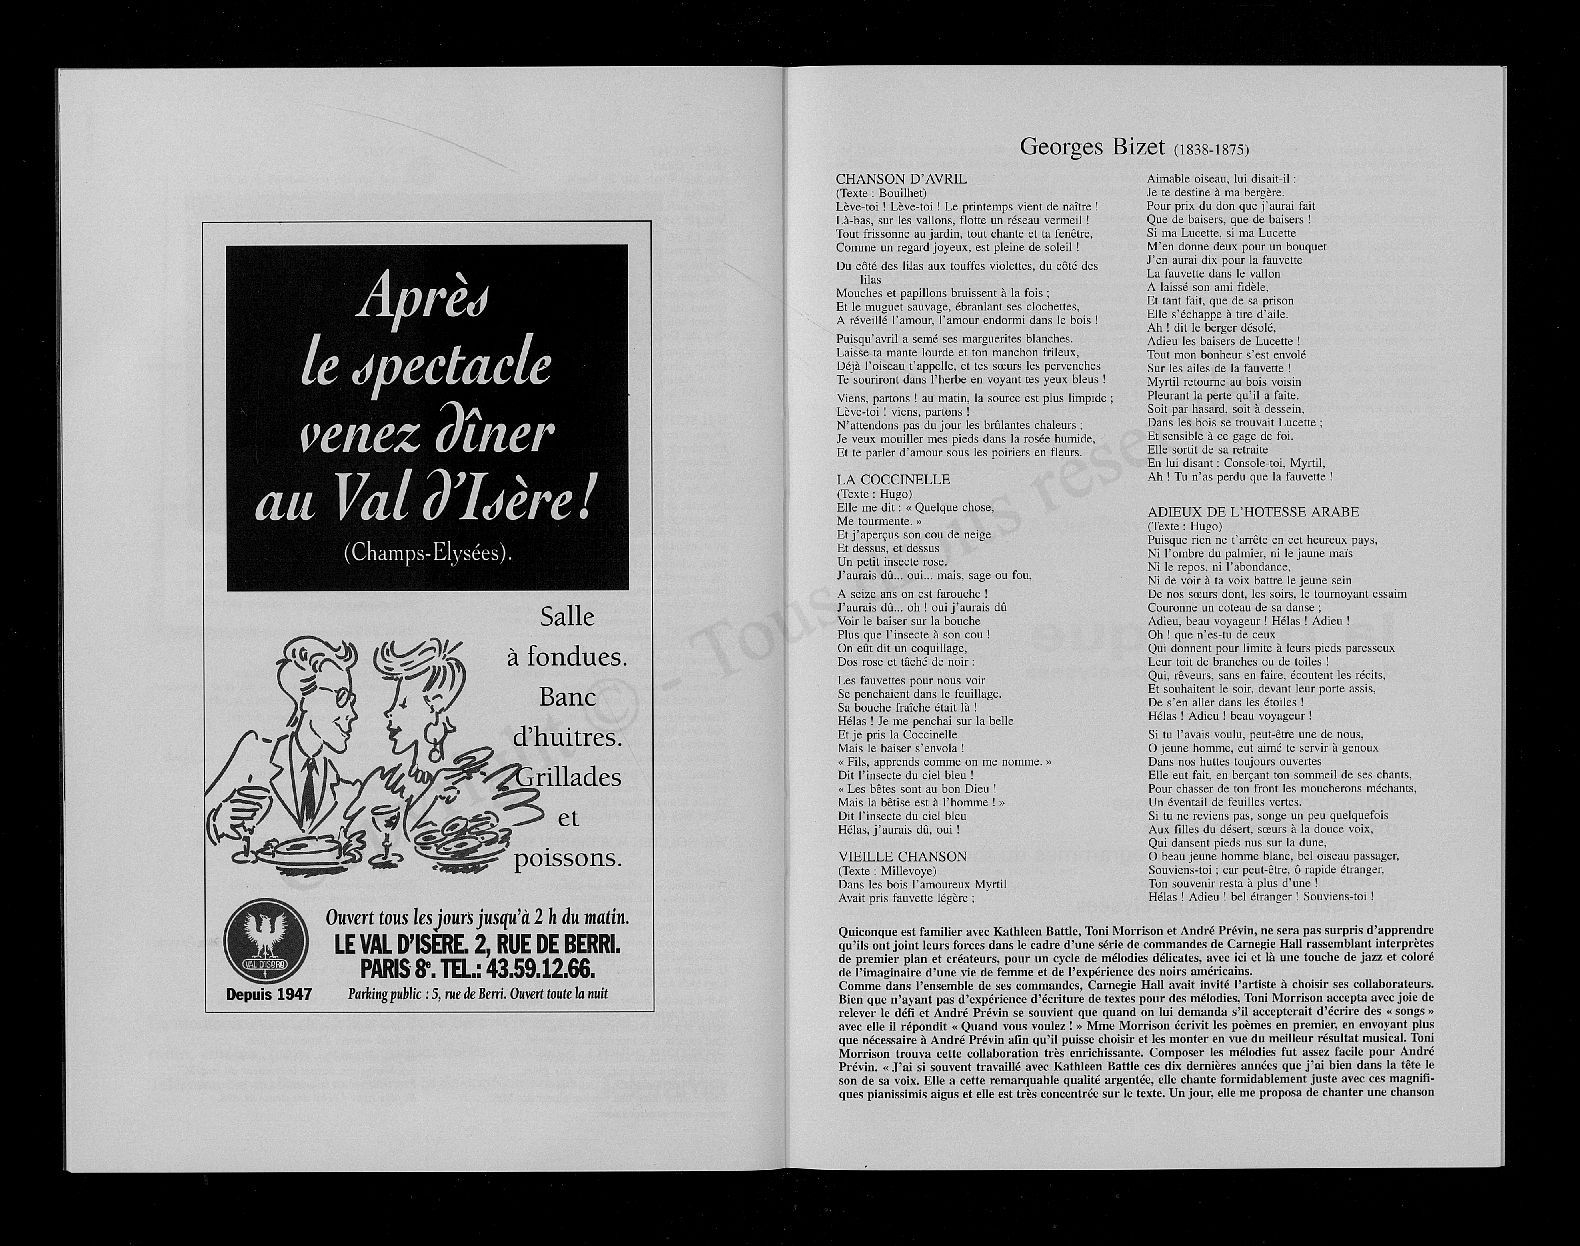 Après
le spectacle
venez dîner
au Val d'Isère !
(Champs-Elysées).
Salle
à fondues.
Banc
d'huitres.
Grillades
et
poissons.
VAL D'ISERE
Depuis 1947
Ouvert tous les jours jusqu'à 2 h du matin.
LE VAL D'ISÈRE. 2, RUE DE BERRI.
PARIS 8e. TEL.: 43.59.12.66.
Parking public : 5, rue de Berri. Ouvert toute la nuit
Georges Bizet (1838-1875)
CHANSON D'AVRIL
(Texte : Bouilhet)
Lève-toi ! Lève-toi ! Le printemps vient de naître !
Là-bas, sur les vallons, flotte un réseau vermeil !
Tout frissonne au jardin, tout chante et ta fenêtre,
Comme un regard joyeux, est pleine de soleil !
Du côté des lilas aux touffes violettes, du côté des
lilas
Mouches et papillons bruissent à la fois ;
Et le muguet sauvage, ébranlant ses clochettes,
A réveillé l'amour, l'amour endormi dans le bois !
Puisqu'avril a semé ses marguerites blanches.
Laisse ta mante lourde et ton manchon frileux,
Déjà l'oiseau t'appelle, et tes sœurs les pervenches
Te souriront dans l'herbe en voyant tes yeux bleus !
Viens, partons ! au matin, la source est plus limpide ;
Lève-toi ! viens, partons !
N'attendons pas du jour les brûlantes chaleurs ;
Je veux mouiller mes pieds dans la rosée humide,
Et te parler d'amour sous les poiriers en fleurs.
LA COCCINELLE
(Texte : Hugo)
Elle me dit : « Quelque chose,
Me tourmente. »
Et j'aperçus son cou de neige
Et dessus, et dessus
Un petit insecte rose,
J'aurais dû... oui... mais, sage ou fou,
A seize ans on est farouche !
J'aurais dû... oh ! oui j'aurais dû
Voir le baiser sur la bouche
Plus que l'insecte à son cou !
On eût dit un coquillage,
Dos rose et tâché de noir :
Les fauvettes pour nous voir
Se penchaient dans le feuillage.
Sa bouche fraîche était là !
Hélas ! Je me penchai sur la belle
Et je pris la Coccinelle
Mais le baiser s'envola !
« Fils, apprends comme on me nomme. »
Dit l'insecte du ciel bleu !
« Les bêtes sont au bon Dieu !
Mais la bêtise est à l'homme ! »
Dit l'insecte du ciel bleu
Hélas, j'aurais dû, oui !
VIEILLE CHANSON
(Texte : Millevoye)
Dans les bois l'amoureux Myrtil
Avait pris fauvette légère ;
Aimable oiseau, lui disait-il :
Je te destine à ma bergère.
Pour prix du don que j'aurai fait
Que de baisers, que de baisers !
Si ma Lucette, si ma Lucette
M'en donne deux pour un bouquet
J'en aurai dix pour la fauvette
La fauvette dans le vallon
A laissé son ami fidèle,
Et tant fait, que de sa prison
Elle s'échappe à tire d'aile.
Ah ! dit le berger désolé,
Adieu les baisers de Lucette !
Tout mon bonheur s'est envolé
Sur les ailes de la fauvette !
Myrtil retourne au bois voisin
Pleurant la perte qu'il a faite.
Soit par hasard, soit à dessein,
Dans les bois se trouvait Lucette ;
Et sensible à ce gage de foi.
Elle sortit de sa retraite
En lui disant : Console-toi, Myrtil,
Ah ! Tu n'as perdu que la fauvette !
ADIEUX DE L'HOTESSE ARABE
(Texte : Hugo)
Puisque rien ne t'arrête en cet heureux pays,
Ni l'ombre du palmier, ni le jaune maïs
Ni le repos, ni l'abondance,
Ni de voir à ta voix battre le jeune sein
De nos sœurs dont, les soirs, le tournoyant essaim
Couronne un coteau de sa danse ;
Adieu, beau voyageur ! Hélas ! Adieu !
Oh ! que n'es-tu de ceux
Qui donnent pour limite à leurs pieds paresseux
Leur toit de branches ou de toiles !
Qui, rêveurs, sans en faire, écoutent les récits,
Et souhaitent le soir, devant leur porte assis,
De s'en aller dans les étoiles !
Hélas ! Adieu ! beau voyageur !
Si tu l'avais voulu, peut-être une de nous,
O jeune homme, eut aimé te servir à genoux
Dans nos huttes toujours ouvertes
Elle eut fait, en berçant ton sommeil de ses chants,
Pour chasser de ton front les moucherons méchants,
Un éventail de feuilles vertes.
Si tu ne reviens pas, songe un peu quelquefois
Aux filles du désert, sœurs à la douce voix,
Qui dansent pieds nus sur la dune,
O beau jeune homme blanc, bel oiseau passager,
Souviens-toi ; car peut-être, ô rapide étranger,
Ton souvenir resta à plus d'une !
Hélas ! Adieu ! bel étranger ! Souviens-toi !
Quiconque est familier avec Kathleen Battle, Toni Morrison et André Prévin, ne sera pas surpris d'apprendre
qu'ils ont joint leurs forces dans le cadre d'une série de commandes de Carnegie Hall rassemblant interprètes
de premier plan et créateurs, pour un cycle de mélodies délicates, avec ici et là une touche de jazz et coloré
de l'imaginaire d'une vie de femme et de l'expérience des noirs américains.
Comme dans l'ensemble de ses commandes, Carnegie Hall avait invité l'artiste à choisir ses collaborateurs.
Bien que n'ayant pas d'expérience d'écriture de textes pour des mélodies, Toni Morrison accepta avec joie de
relever le défi et André Prévin se souvient que quand on lui demanda s'il accepterait d'écrire des « songs »
avec elle il répondit « Quand vous voulez ! » Mme Morrison écrivit les poèmes en premier, en envoyant plus
que nécessaire à André Prévin afin qu'il puisse choisir et les monter en vue du meilleur résultat musical. Toni
Morrison trouva cette collaboration très enrichissante. Composer les mélodies fut assez facile pour André
Prévin. « J'ai si souvent travaillé avec Kathleen Battle ces dix dernières années que j'ai bien dans la tête le
son de sa voix. Elle a cette remarquable qualité argentée, elle chante formidablement juste avec ces magnifi-
ques pianissimis aigus et elle est très concentrée sur le texte. Un jour, elle me proposa de chanter une chanson